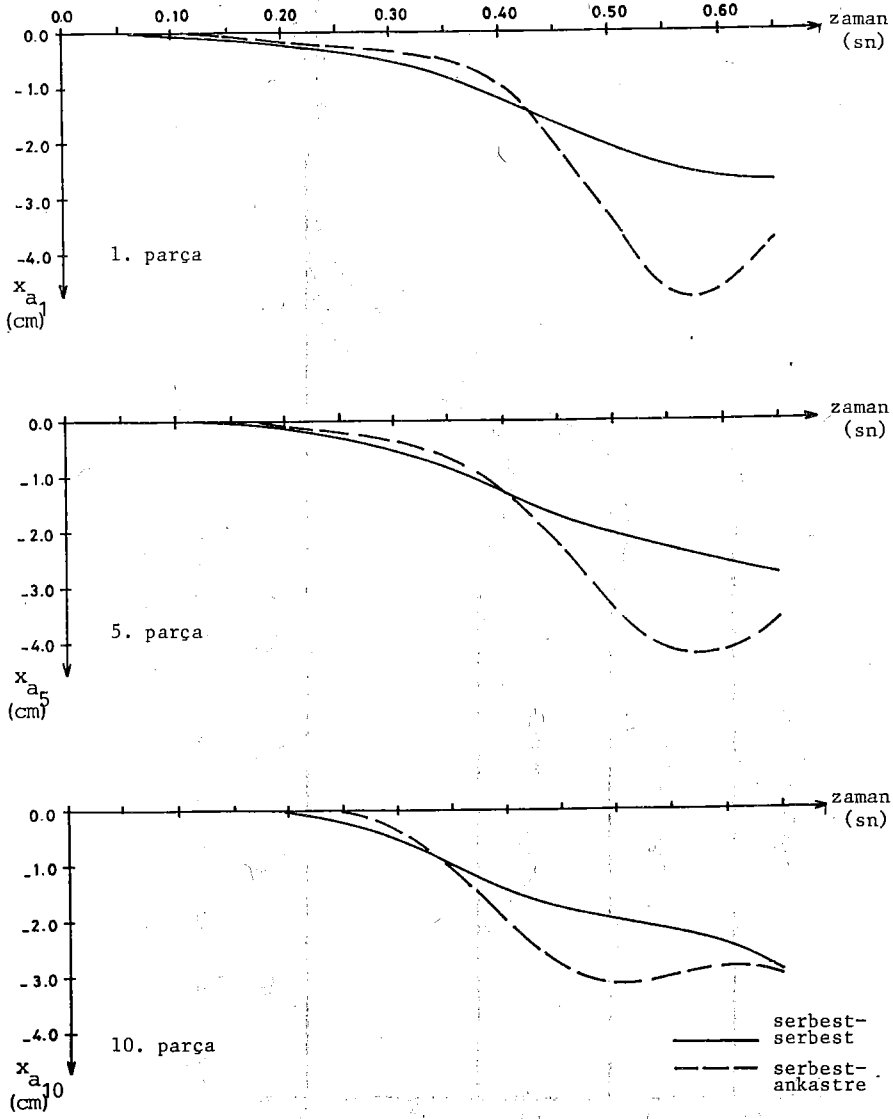 0.0 0.10 0.20 0.30 0.40 0.50 0.60 zaman
(sn)
0.0
-1.0
-2.0
-3.0
-4.0
1. parça
x a 1
(cm)
zaman
(sn)
0.0
-1.0
-2.0
-3.0
-4.0
5. parça
x a 5
(cm)
zaman
(sn)
0.0
-1.0
-2.0
-3.0
-4.0
10. parça
x a 10
(cm)
serbest-
serbest
serbest-
ankastre